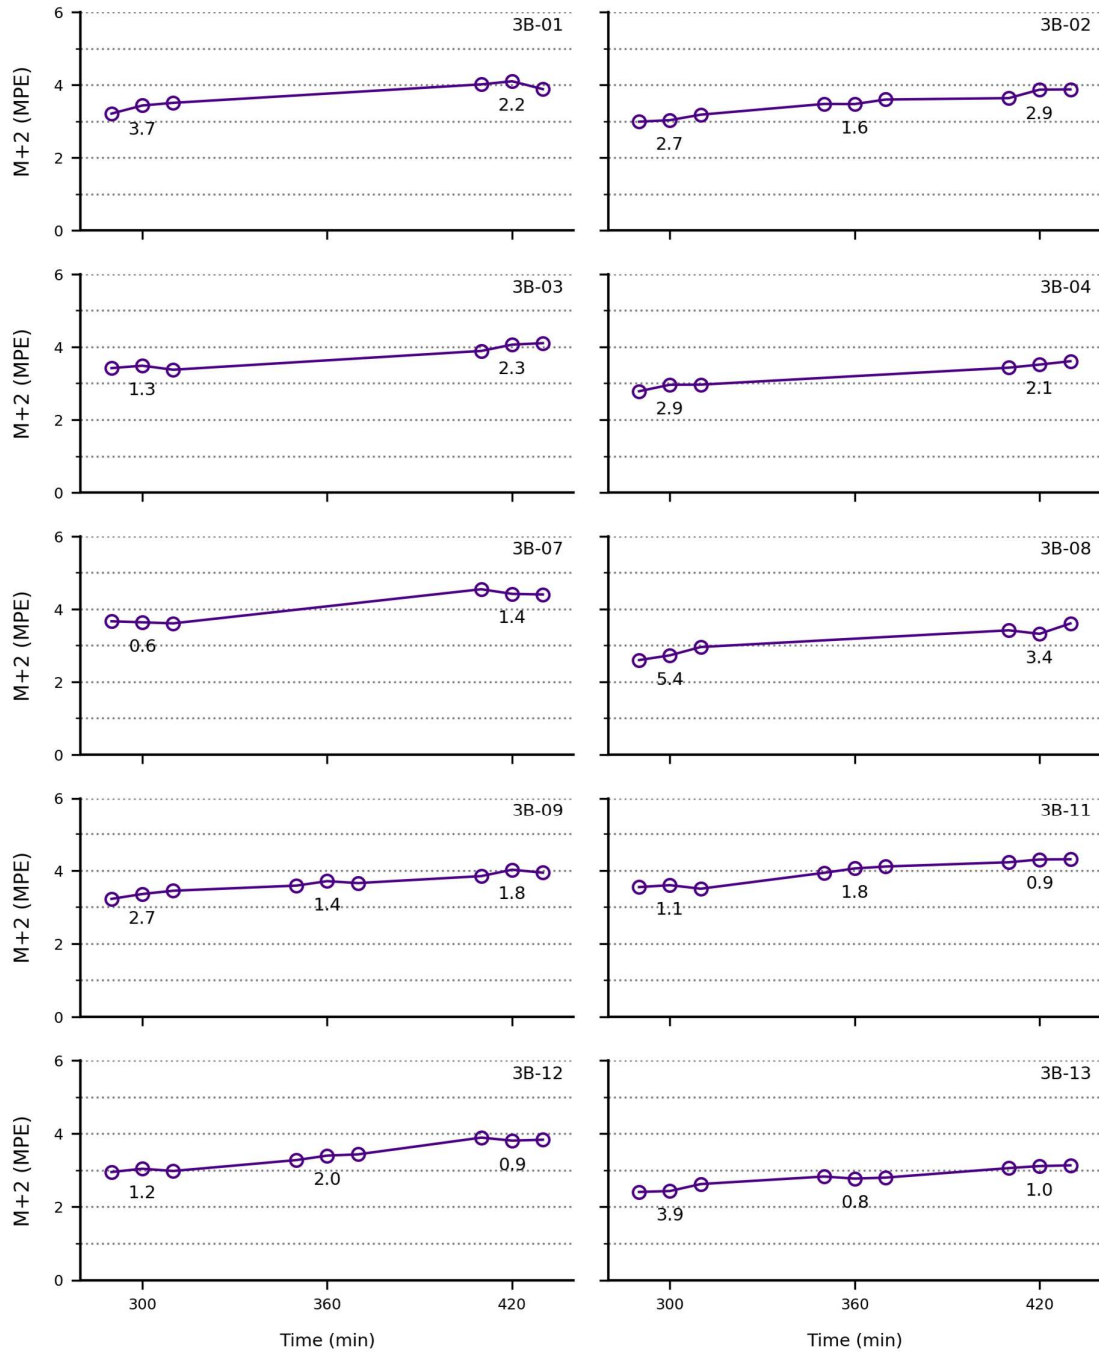 6
3B-01
3B-02
4
M+2 (MPE)
3.7
2.2
2.7
1.6
2.9
2
0
6
3B-03
3B-04
4
M+2 (MPE)
1.3
2.3
2.9
2.1
2
0
6
3B-07
3B-08
4
M+2 (MPE)
0.6
1.4
5.4
3.4
2
0
6
3B-09
3B-11
4
M+2 (MPE)
2.7
1.4
1.8
1.1
1.8
0.9
2
0
6
3B-12
3B-13
4
M+2 (MPE)
1.2
2.0
0.9
3.9
0.8
1.0
2
0
300 360 420
300 360 420
Time (min)
Time (min)